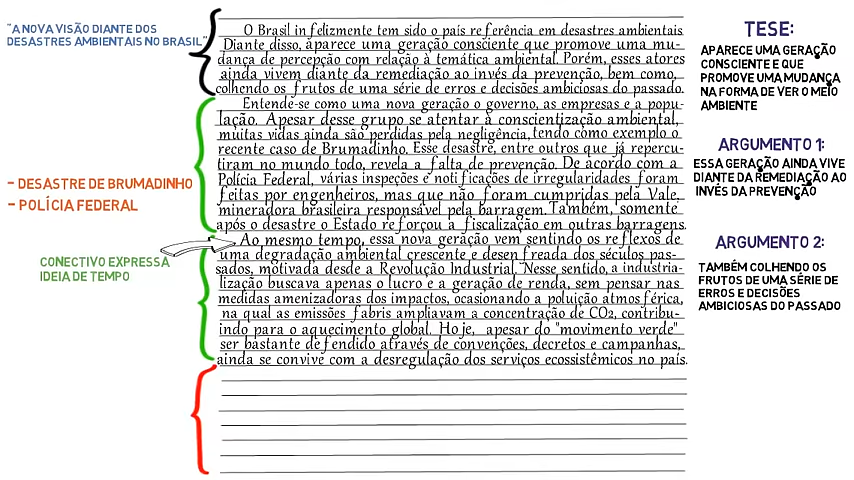 "A NOVA VISÃO DIANTE DOS
DESASTRES AMBIENTAIS NO BRASIL"
O Brasil infelizmente tem sido o país referência em desastres ambientais
Diante disso, aparece uma geração consciente que promove uma mu-
dança de percepção com relação à temática ambiental. Porém, esses atores
ainda vivem diante da remediação ao invés da prevenção, bem como,
colhendo os frutos de uma série de erros e decisões ambiciosas do passado.
Entende-se como uma nova geração o governo, as empresas e a popu-
lação. Apesar desse grupo se atentar à conscientização ambiental,
muitas vidas ainda são perdidas pela negligência, tendo como exemplo o
recente caso de Brumadinho. Esse desastre, entre outros que já repercu-
tiram no mundo todo, revela a falta de prevenção. De acordo com a
Polícia Federal, várias inspeções e notificações de irregularidades foram
feitas por engenheiros, mas que não foram cumpridas pela Vale,
mineradora brasileira responsável pela barragem. Também, somente
após o desastre o Estado reforçou a fiscalização em outras barragens.
Ao mesmo tempo, essa nova geração vem sentindo os reflexos de
uma degradação ambiental crescente e desenfreada dos séculos pas-
sados, motivada desde a Revolução Industrial. Nesse sentido, a industria-
lização buscava apenas o lucro e a geração de renda, sem pensar nas
medidas amenizadoras dos impactos, ocasionando a poluição atmosférica,
na qual as emissões fabris ampliavam a concentração de CO₂, contribu-
indo para o aquecimento global. Hoje, apesar do "movimento verde"
ser bastante defendido através de convenções, decretos e campanhas,
ainda se convive com a desregulação dos serviços ecossistêmicos no país.
- DESASTRE DE BRUMADINHO
- POLÍCIA FEDERAL
CONECTIVO EXPRESSA
IDEIA DE TEMPO
TESE:
APARECE UMA GERAÇÃO
CONSCIENTE E QUE
PROMOVE UMA MUDANÇA
NA FORMA DE VER O MEIO
AMBIENTE
ARGUMENTO 1:
ESSA GERAÇÃO AINDA VIVE
DIANTE DA REMEDIAÇÃO AO
INVÉS DA PREVENÇÃO
ARGUMENTO 2:
TAMBÉM COLHENDO OS
FRUTOS DE UMA SÉRIE DE
ERROS E DECISÕES
AMBICIOSAS DO PASSADO